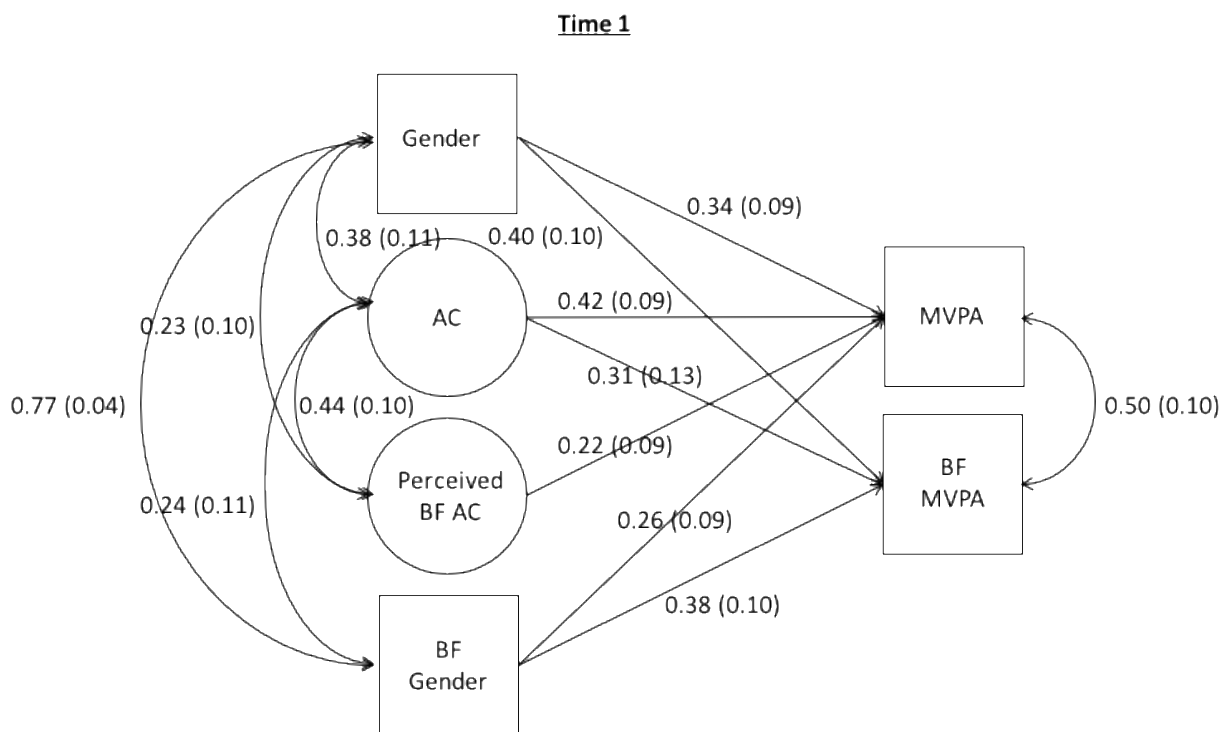 Time 1
Gender
0.34 (0.09)
0.38 (0.11)
0.40 (0.10)
0.42 (0.09)
AC
MVPA
0.23 (0.10)
0.31 (0.13)
0.77 (0.04)
0.44 (0.10)
0.50 (0.10)
0.22 (0.09)
Perceived
BF AC
BF
MVPA
0.24 (0.11)
0.26 (0.09)
0.38 (0.10)
BF
Gender